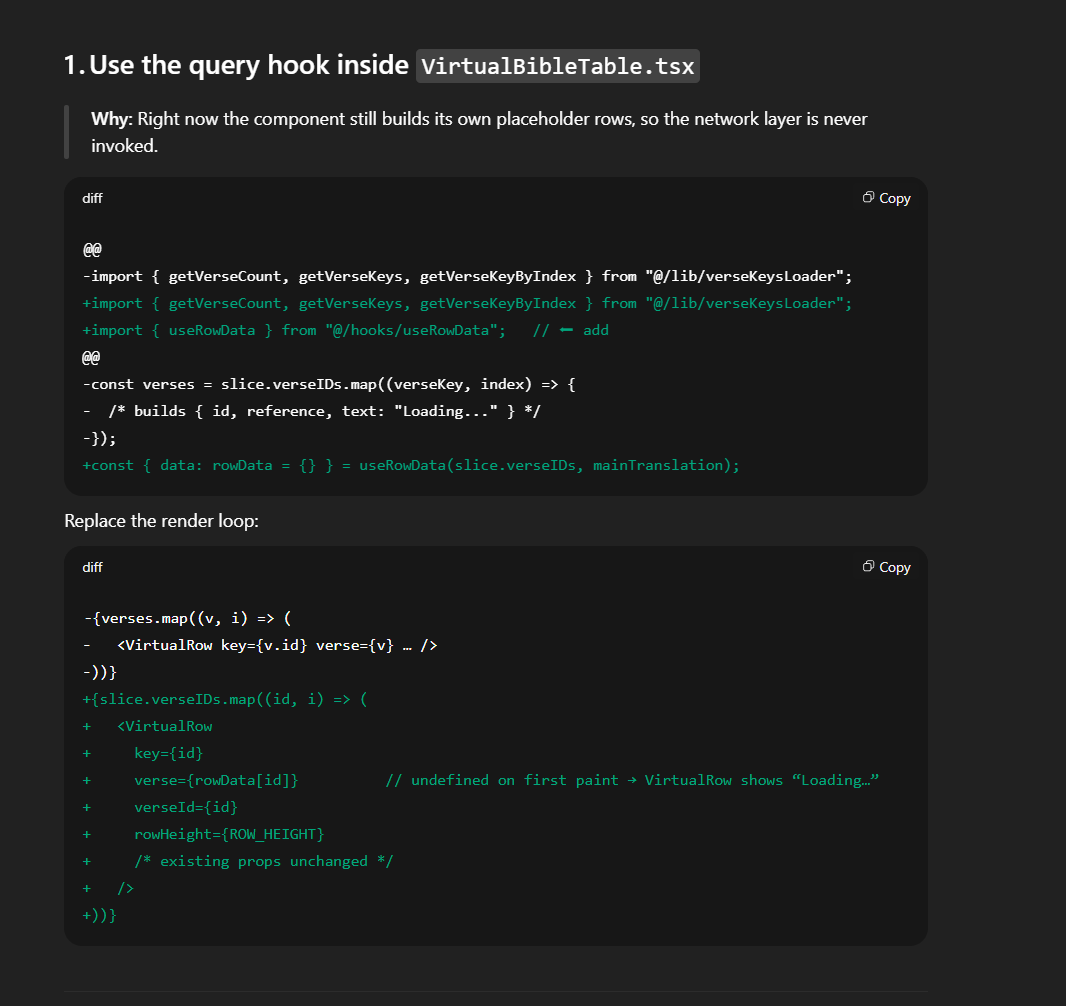 1. Use the query hook inside VirtualBibleTable.tsx
Why: Right now the component still builds its own placeholder rows, so the network layer is never
invoked.
diff
Copy
@@
-import { getVerseCount, getVerseKeys, getVerseKeyByIndex } from "@/lib/verseKeysLoader";
+import { getVerseCount, getVerseKeys, getVerseKeyByIndex } from "@/lib/verseKeysLoader";
+import { useRowData } from "@/hooks/useRowData";   // ⬅ add
@@
-const verses = slice.verseIDs.map((verseKey, index) => {
-  /* builds { id, reference, text: "Loading..." } */
-});
+const { data: rowData = {} } = useRowData(slice.verseIDs, mainTranslation);
Replace the render loop:
diff
Copy
-{verses.map((v, i) => (
-   <VirtualRow key={v.id} verse={v} … />
-))}
+{slice.verseIDs.map((id, i) => (
+   <VirtualRow
+     key={id}
+     verse={rowData[id]}          // undefined on first paint → VirtualRow shows “Loading…”
+     verseId={id}
+     rowHeight={ROW_HEIGHT}
+     /* existing props unchanged */
+   />
+))}